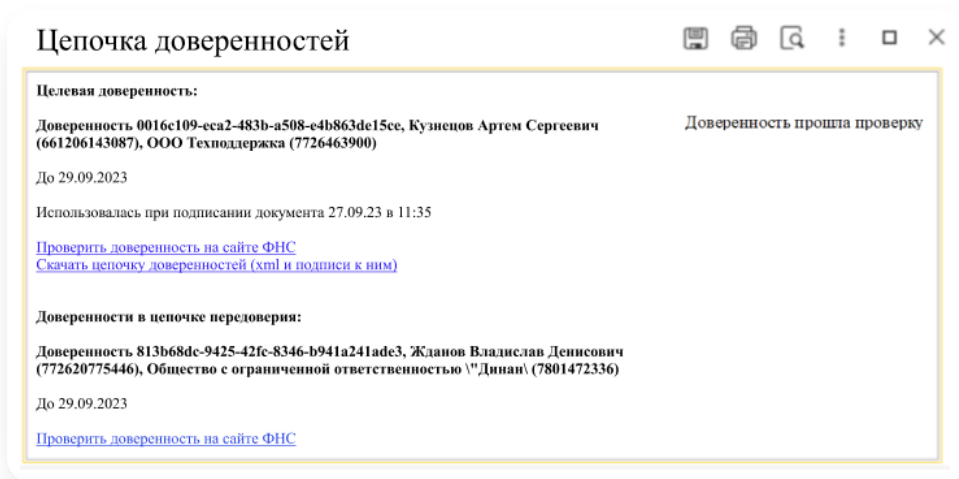 Цепочка доверенностей
Целевая доверенность:
Доверенность 0016c109-eca2-483b-a508-e4b863de15ce, Кузнецов Артем Сергеевич
(661206143087), ООО Техподдержка (7726463900)
Доверенность прошла проверку
До 29.09.2023
Использовалась при подписании документа 27.09.23 в 11:35
Проверить доверенность на сайте ФНС
Скачать цепочку доверенностей (xml и подписи к ним)
Доверенности в цепочке передоверия:
Доверенность 813b68dc-9425-42fc-8346-b941a241ade3, Жданов Владислав Денисович
(772620775446), Общество с ограниченной ответственностью \"Динан\ (7801472336)
До 29.09.2023
Проверить доверенность на сайте ФНС